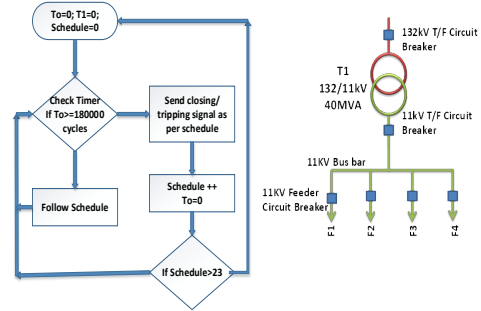 To=0; T1=0;
Schedule=0
Check Timer
If To>=180000
cycles
Send closing/
tripping signal as
per schedule
Follow Schedule
Schedule ++
To=0
If Schedule>23
132kV T/F Circuit
Breaker
T1
132/11kV
40MVA
11kV T/F Circuit
Breaker
11KV Bus bar
11KV Feeder
Circuit Breaker
F1
F2
F3
F4